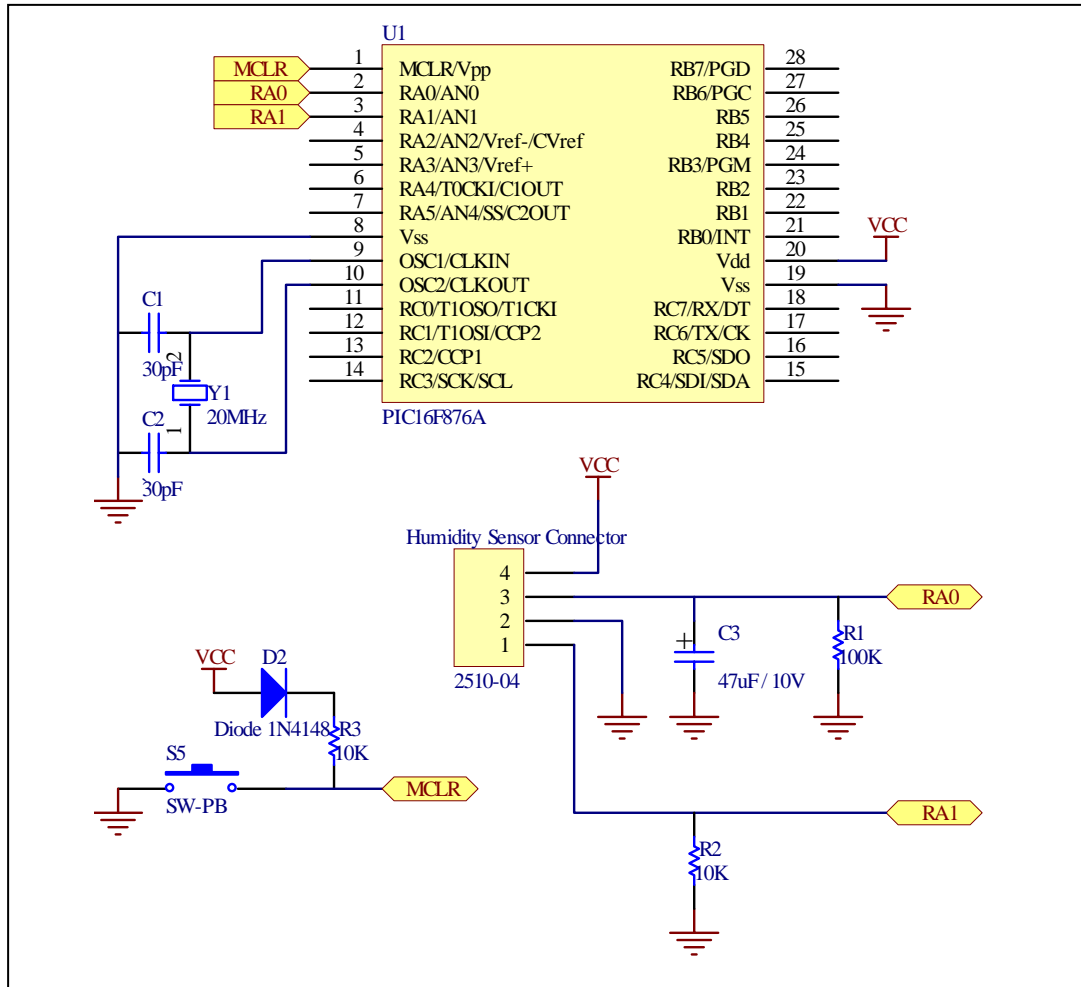 U1
MCLR 1 MCLR/Vpp RB7/PGD 28
RA0 2 RA0/AN0 RB6/PGC 27
RA1 3 RA1/AN1 RB5 26
4 RA2/AN2/Vref-/CVref RB4 25
5 RA3/AN3/Vref+ RB3/PGM 24
6 RA4/T0CKI/C1OUT RB2 23
7 RA5/AN4/SS/C2OUT RB1 22
8 Vss RB0/INT 21
VCC
9 OSC1/CLKIN Vdd 20
10 OSC2/CLKOUT Vss 19
11 RC0/T1OSO/T1CKI RC7/RX/DT 18
12 RC1/T1OSI/CCP2 RC6/TX/CK 17
13 RC2/CCP1 RC5/SDO 16
14 RC3/SCK/SCL RC4/SDI/SDA 15
PIC16F876A
C1
30pF
2
Y1
20MHz
C2
1
30pF
VCC
Humidity Sensor Connector
4
3
2
1
2510-04
RA0
+
C3
47uF / 10V
R1
100K
VCC
D2
Diode 1N4148
R3
10K
S5
SW-PB
MCLR
RA1
R2
10K